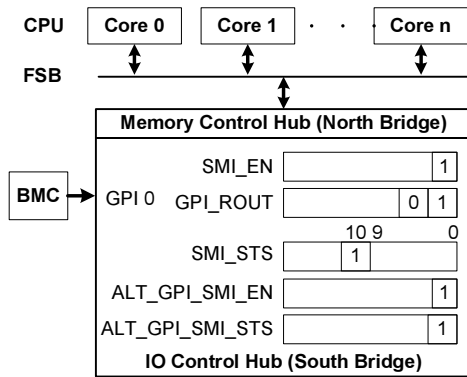 CPU Core 0 Core 1 · · · Core n
FSB
Memory Control Hub (North Bridge)
SMI_EN 1
BMC GPI 0 GPI_ROUT 0 1
10 9 0
SMI_STS 1
ALT_GPI_SMI_EN 1
ALT_GPI_SMI_STS 1
IO Control Hub (South Bridge)